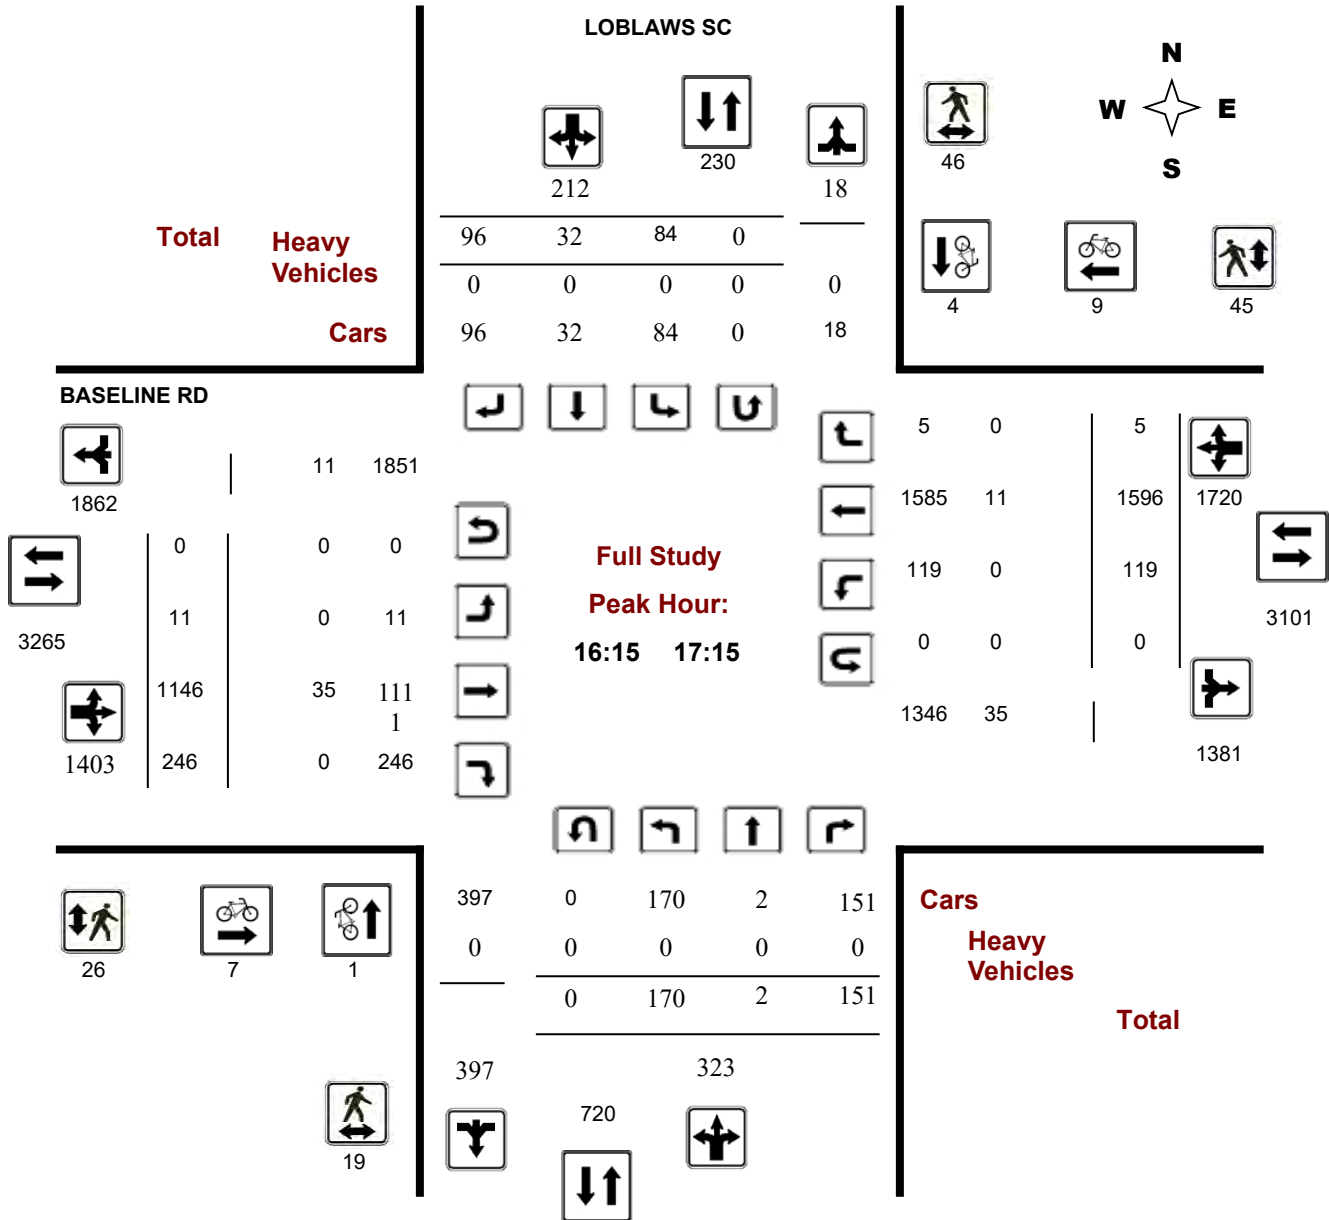 LOBLAWS SC
N
W E
S
46
230
212
18
Total
Heavy
Vehicles
96 32 84 0
0 0 0 0 0
Cars
96 32 84 0 18
4 9 45
BASELINE RD
11 1851
1862
5 0 5
1585 11 1596 1720
0 0 0
Full Study
119 0 119
11 0 11
Peak Hour:
3265
3101
16:15 17:15
0 0 0
1146 35 111
1
1346 35
1403 246 0 246
1381
397 0 170 2 151
Cars
0 0 0 0 0
Heavy
Vehicles
26 7 1
0 170 2 151
Total
397 323
720
19